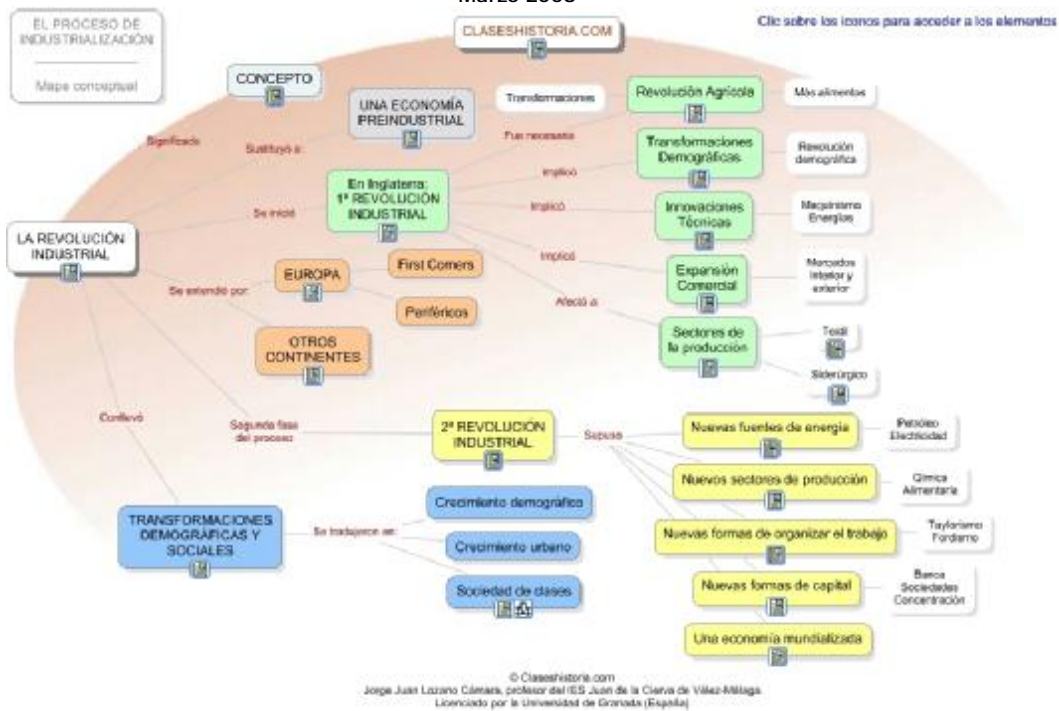 EL PROCESO DE
INDUSTRIALIZACIÓN
Mapa conceptual
CLASESHISTORIA.COM
Clic sobre los iconos para acceder a los elementos
CONCEPTO
Significado
Sustituyó a:
UNA ECONOMÍA
PREINDUSTRIAL
Transformaciones
Fue necesaria
Revolución Agrícola
Más alimentos
Implicó
Transformaciones
Demográficas
Revolución
demográfica
LA REVOLUCIÓN
INDUSTRIAL
Se inició
En Inglaterra:
1ª REVOLUCIÓN
INDUSTRIAL
Implicó
Innovaciones
Técnicas
Maquinismo
Energías
Implicó
Expansión
Comercial
Mercados
interior y
exterior
Afectó a:
Sectores de
la producción
Textil
Siderúrgico
Se extendió por:
EUROPA
First Comers
Periféricos
OTROS
CONTINENTES
Segunda fase
del proceso
2ª REVOLUCIÓN
INDUSTRIAL
Supuso
Nuevas fuentes de energía
Petróleo
Electricidad
Nuevos sectores de producción
Química
Alimentaria
Nuevas formas de organizar el trabajo
Taylorismo
Fordismo
Nuevas formas de capital
Banca
Sociedades
Concentración
Una economía mundializada
Conllevó
TRANSFORMACIONES
DEMOGRÁFICAS Y
SOCIALES
Se tradujeron en:
Crecimiento demográfico
Crecimiento urbano
Sociedad de clases
© Claseshistoria.com
Jorge Juan Lozano Cámara, profesor del IES Juan de la Cierva de Vélez-Málaga
Licenciado por la Universidad de Granada (España)